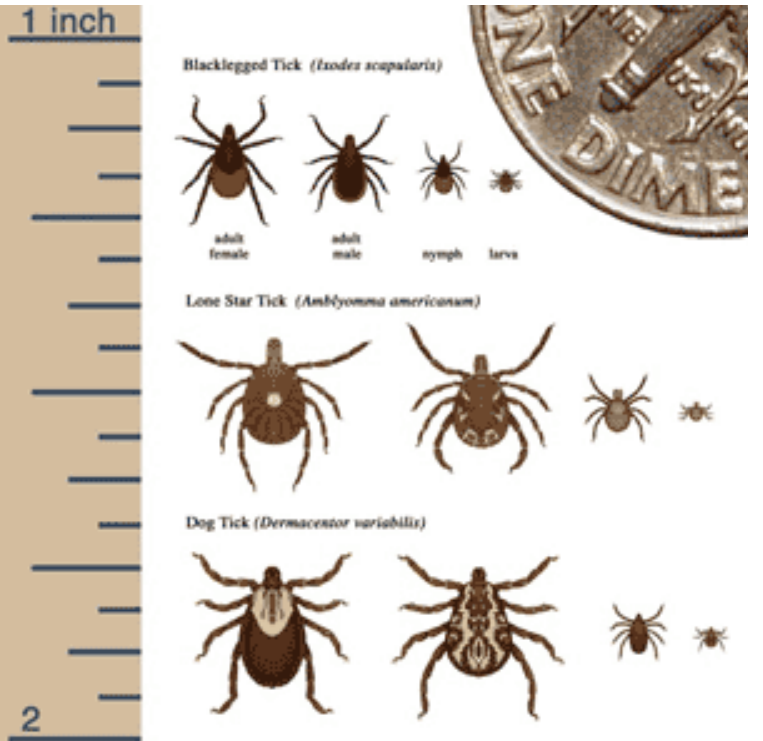 1 inch
Blacklegged Tick (Ixodes scapularis)
ONE DIME
adult
female
adult
male
nymph
larva
Lone Star Tick (Amblyomma americanum)
Dog Tick (Dermacentor variabilis)
2